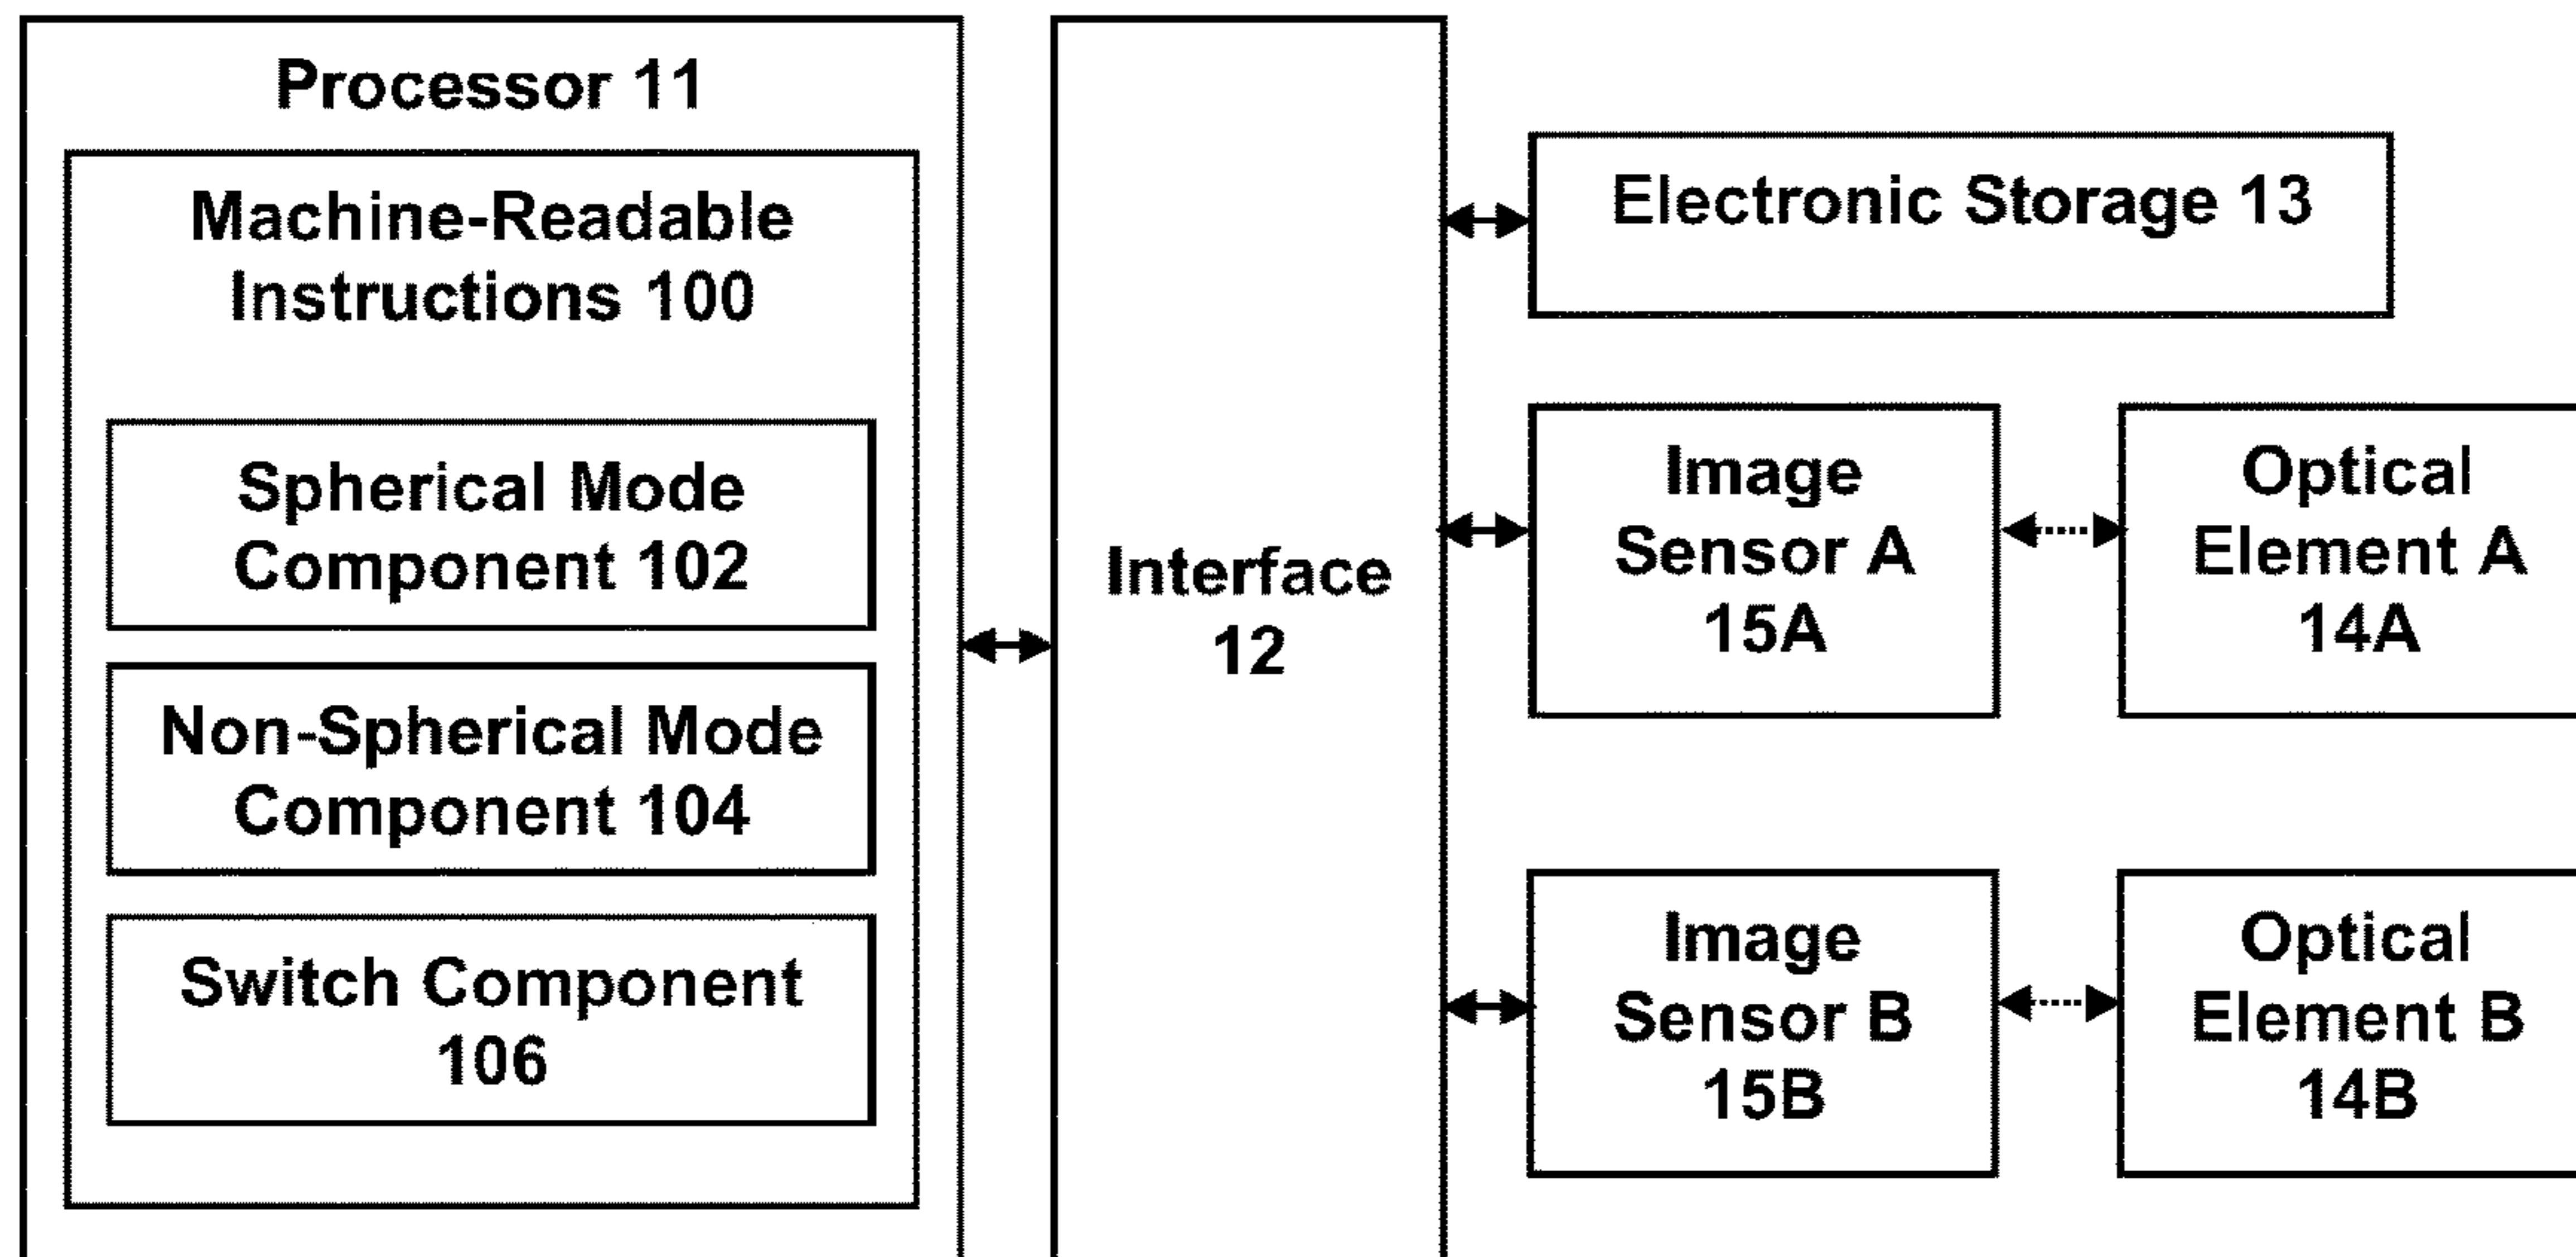 Processor 11
Machine-Readable
Instructions 100
Spherical Mode
Component 102
Non-Spherical Mode
Component 104
Switch Component
106
Interface
12
Electronic Storage 13
Image
Sensor A
15A
Optical
Element A
14A
Image
Sensor B
15B
Optical
Element B
14B